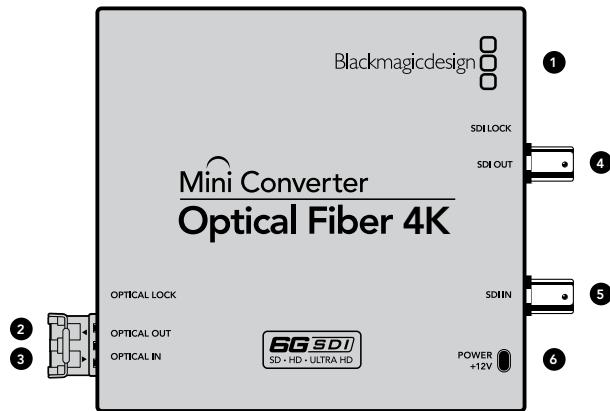 Blackmagicdesign
1
SDI LOCK
SDI OUT
4
Mini Converter
Optical Fiber 4K
OPTICAL LOCK
SDI IN
5
2
OPTICAL OUT
3
OPTICAL IN
6G SDI
SD • HD • ULTRA HD
POWER
+12V
6